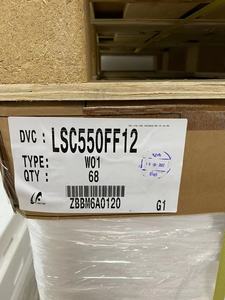 DVC : LSC550FF12
TYPE: W01
QTY : 68
ZBBM6A0120
G1